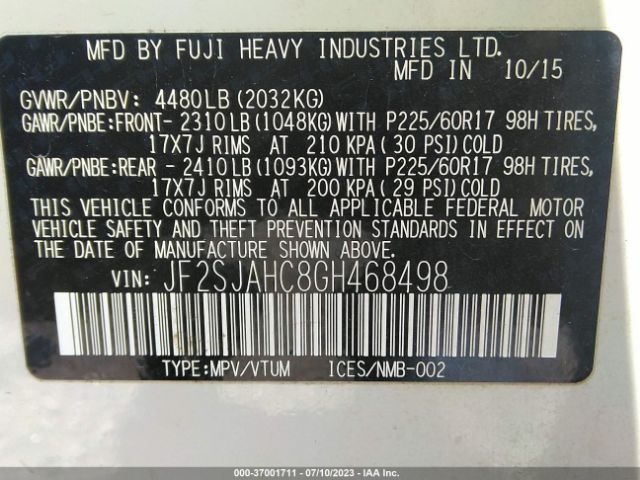 MFD BY FUJI HEAVY INDUSTRIES LTD.
MFD IN 10/15
GVWR/PNBV: 4480LB(2032KG)
GAWR/PNBE:FRONT-2310LB(1048KG)WITH P225/60R17 98H TIRES,
17X7J RIMS AT 210 KPA(30 PSI)COLD
GAWR/PNBE:REAR -2410LB(1093KG)WITH P225/60R17 98H TIRES,
17X7J RIMS AT 200 KPA(29 PSI)COLD
THIS VEHICLE CONFORMS TO ALL APPLICABLE FEDERAL MOTOR
VEHICLE SAFETY AND THEFT PREVENTION STANDARDS IN EFFECT ON
THE DATE OF MANUFACTURE SHOWN ABOVE.
VIN: JF2SJAHC8GH468498
TYPE:MPV/VTUM ICES/NMB-002
000-37001711 - 07/10/2023 - IAA Inc.